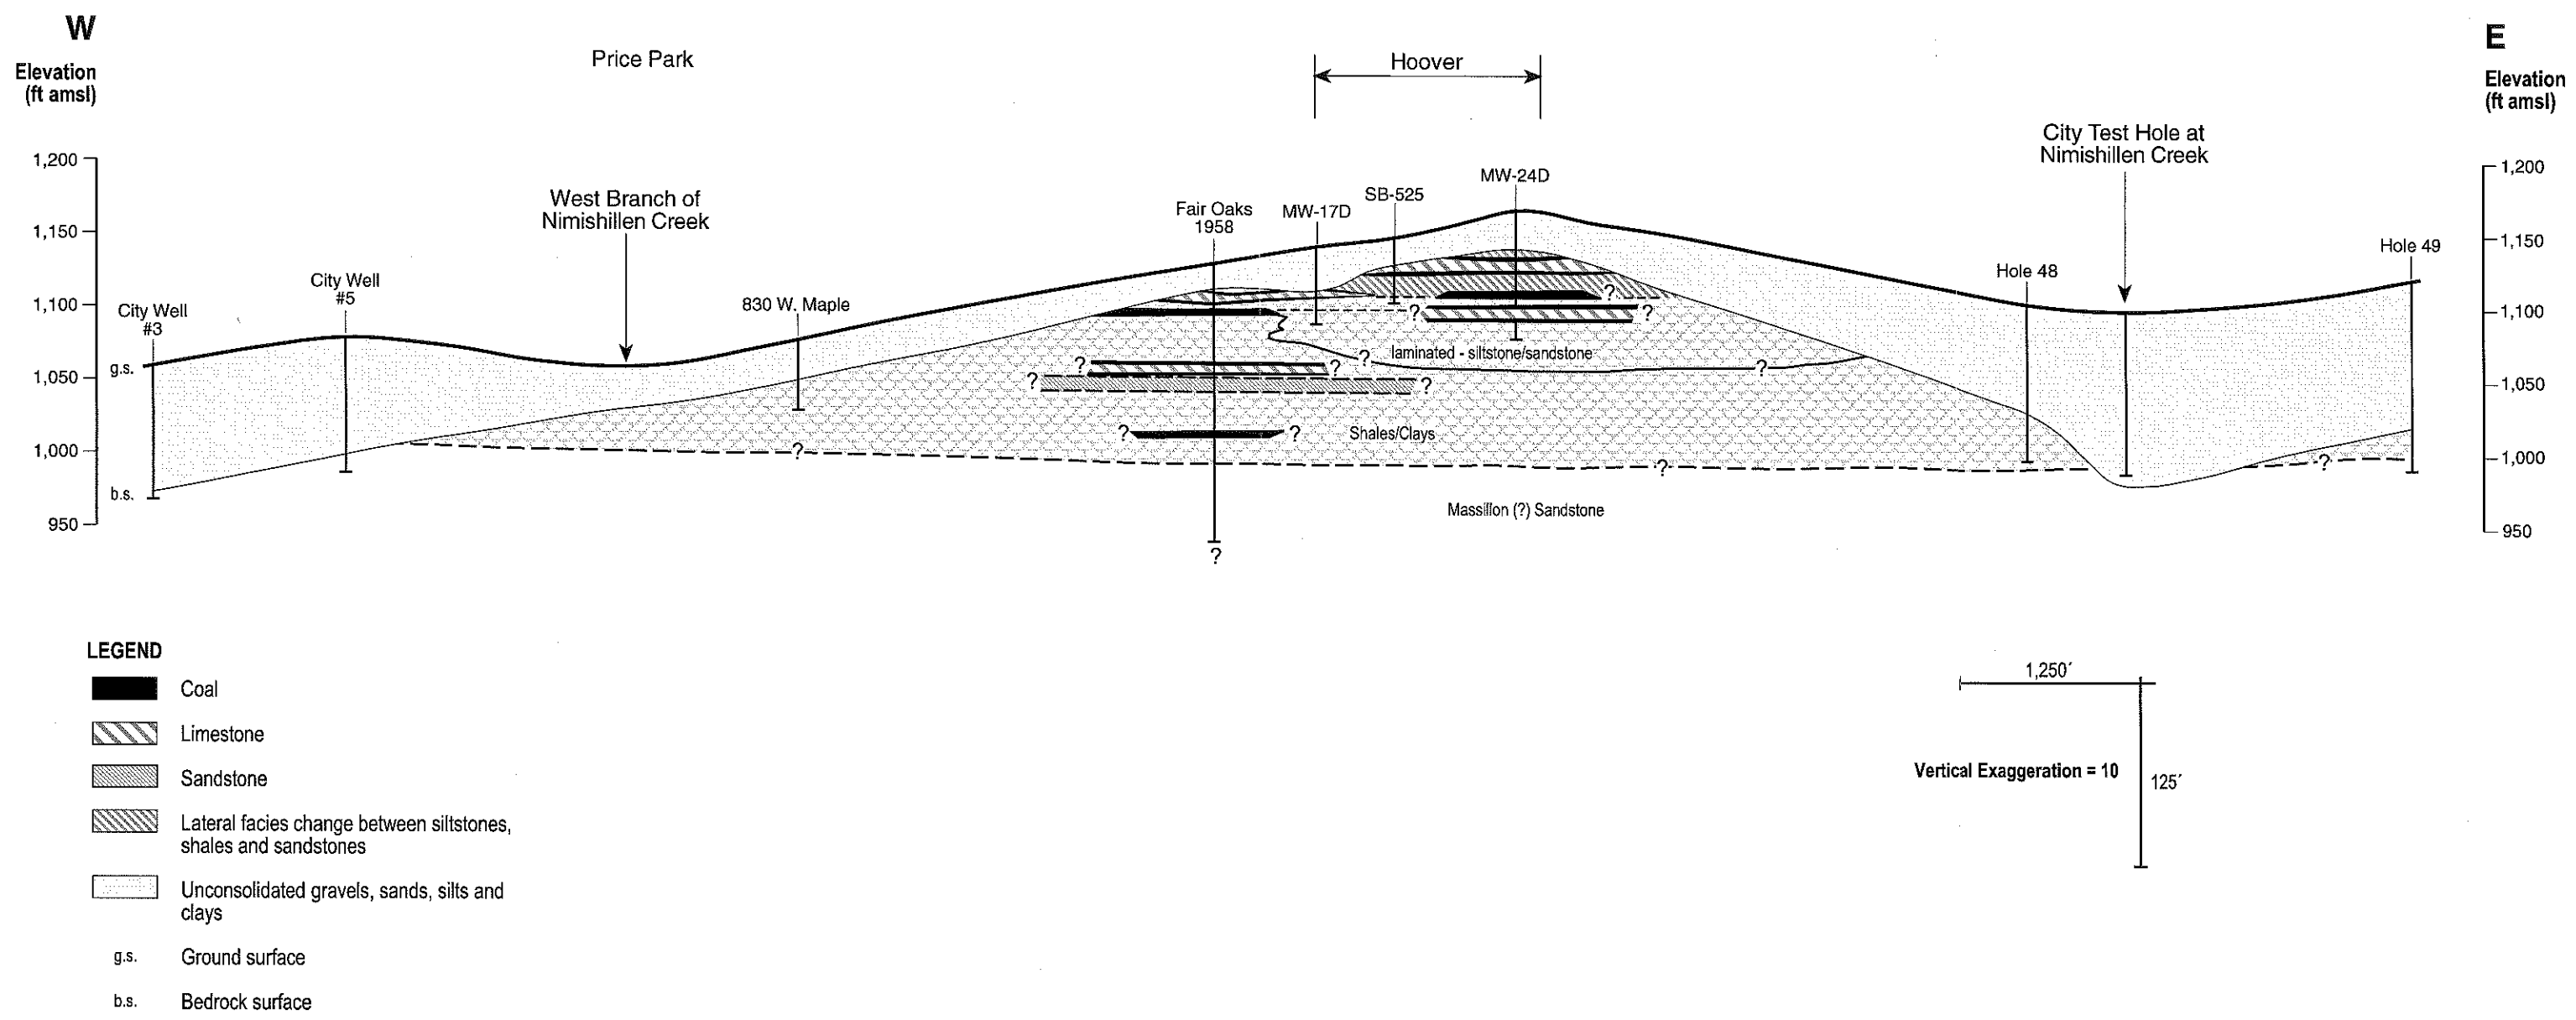 W
E
Price Park
Hoover
Elevation
(ft amsl)
Elevation
(ft amsl)
City Test Hole at
Nimishillen Creek
1,200
1,200
MW-24D
West Branch of
Nimishillen Creek
SB-525
Fair Oaks
1958
MW-17D
1,150
1,150
Hole 49
City Well
#5
Hole 48
1,100
830 W. Maple
1,100
City Well
#3
?
?
?
laminated - siltstone/sandstone
?
g.s.
?
?
?
1,050
?
?
1,050
?
?
Shales/Clays
1,000
?
?
?
1,000
b.s.
Massillon (?) Sandstone
950
950
?
LEGEND
Coal
Limestone
Sandstone
Lateral facies change between siltstones,
shales and sandstones
Unconsolidated gravels, sands, silts and
clays
g.s. Ground surface
b.s. Bedrock surface
1,250´
Vertical Exaggeration = 10
125´